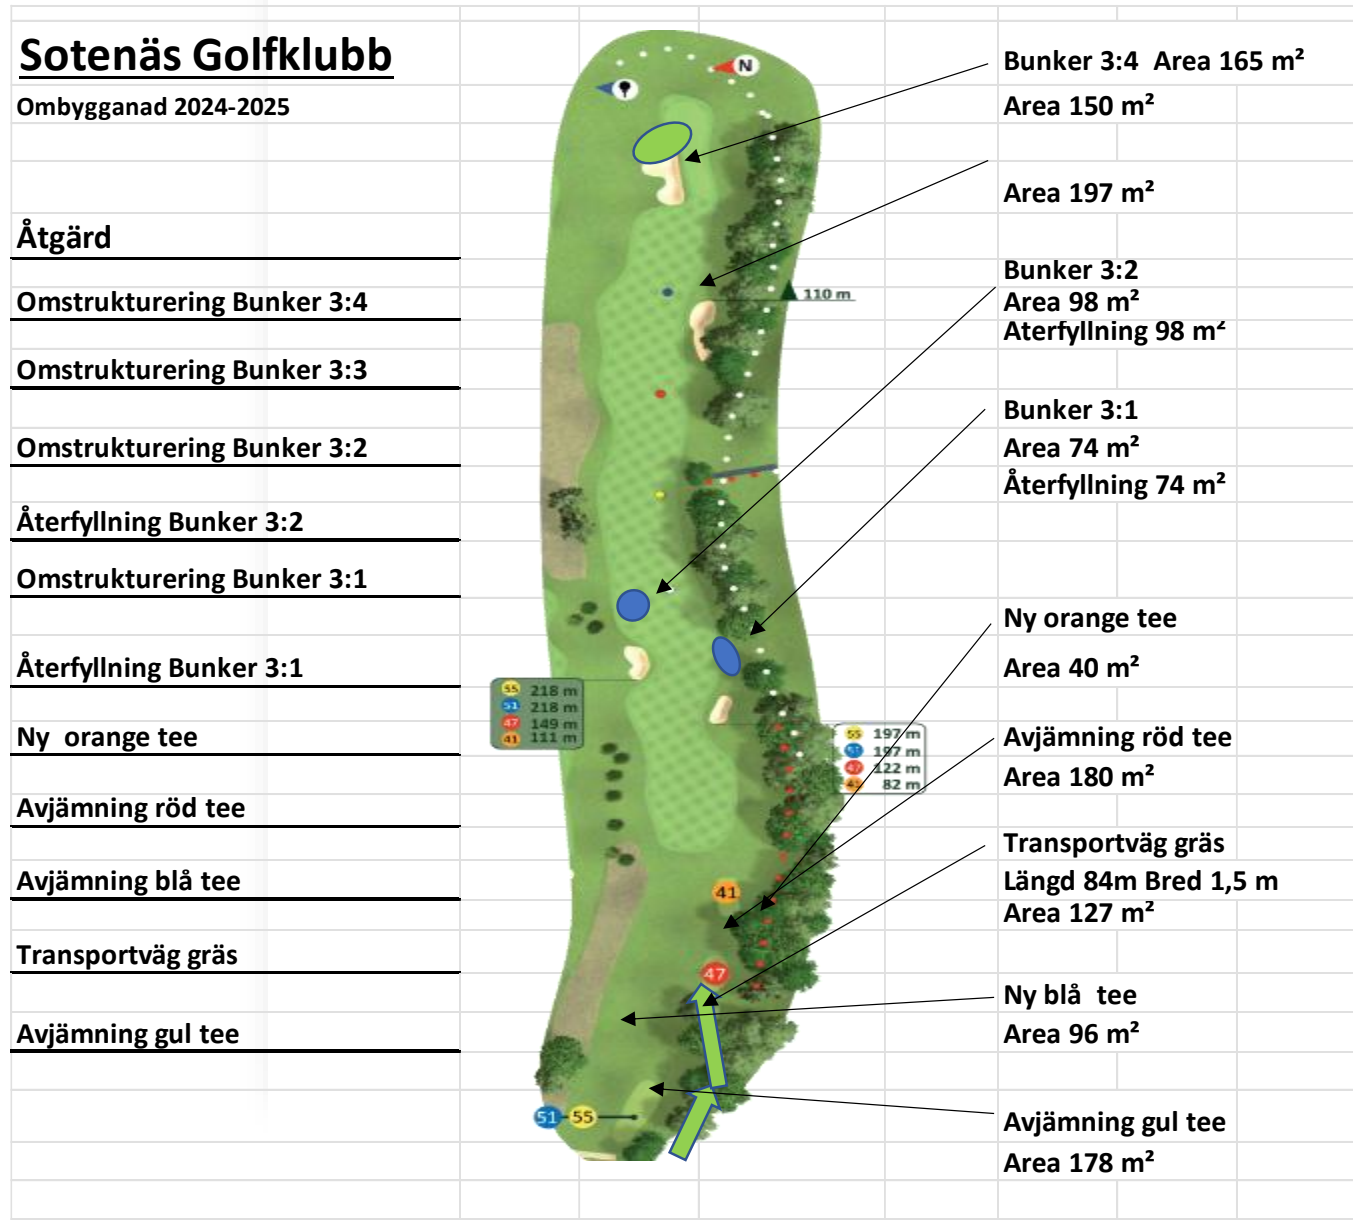 Sotenäs Golfklubb
Ombygganad 2024-2025
Åtgärd
Omstrukturering Bunker 3:4
Omstrukturering Bunker 3:3
Omstrukturering Bunker 3:2
Återfyllning Bunker 3:2
Omstrukturering Bunker 3:1
Återfyllning Bunker 3:1
Ny orange tee
Avjämning röd tee
Avjämning blå tee
Transportväg gräs
Avjämning gul tee
N
110 m
55 218 m
51 218 m
47 149 m
41 111 m
55 197 m
51 197 m
47 122 m
41 82 m
41
47
51 55
Bunker 3:4 Area 165 m²
Area 150 m²
Area 197 m²
Bunker 3:2
Area 98 m²
Återfyllning 98 m²
Bunker 3:1
Area 74 m²
Återfyllning 74 m²
Ny orange tee
Area 40 m²
Avjämning röd tee
Area 180 m²
Transportväg gräs
Längd 84m Bred 1,5 m
Area 127 m²
Ny blå tee
Area 96 m²
Avjämning gul tee
Area 178 m²